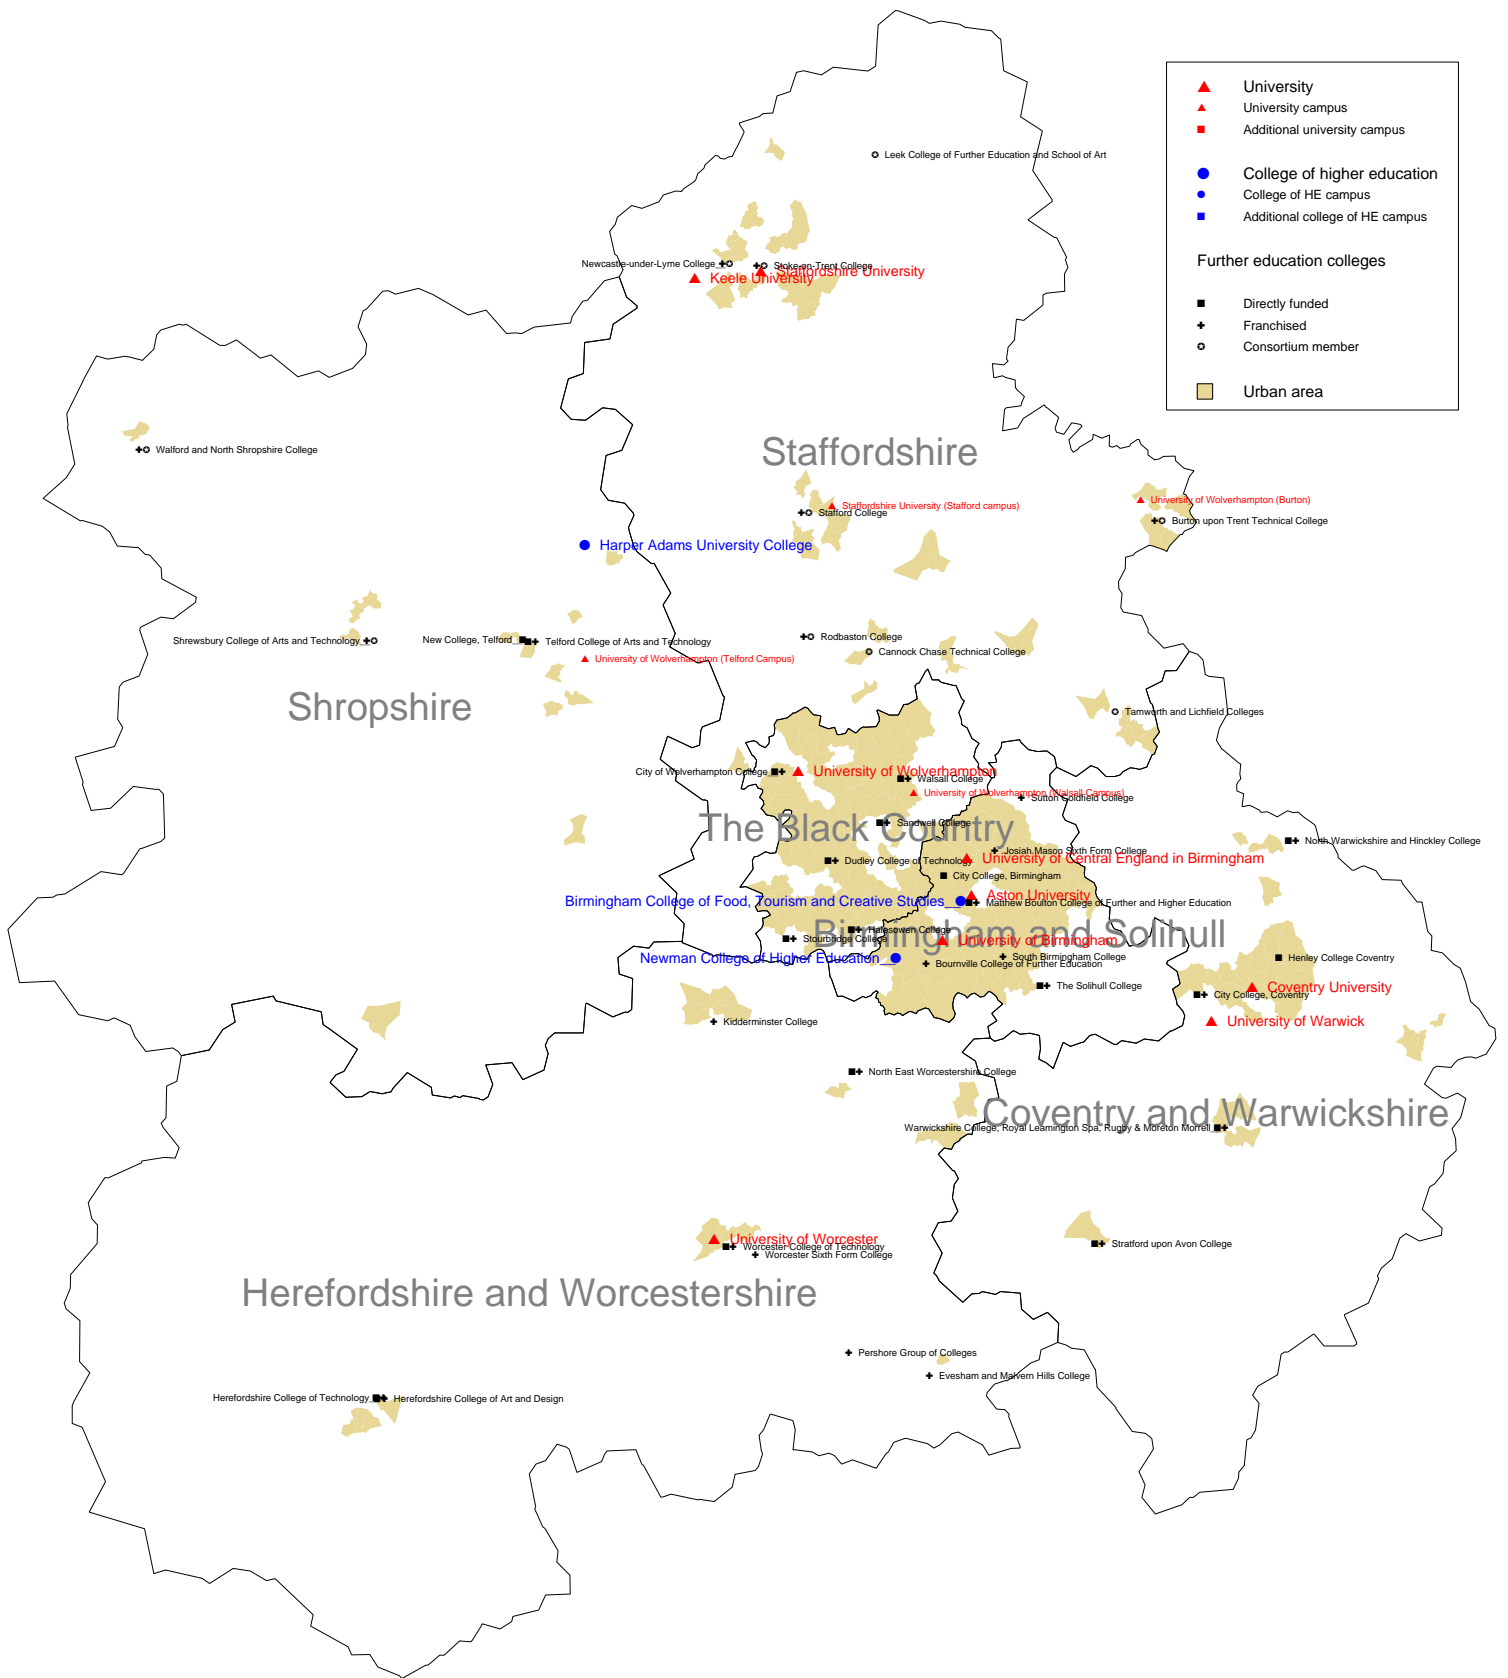 University
University campus
Additional university campus
College of higher education
College of HE campus
Additional college of HE campus
Further education colleges
Directly funded
Franchised
Consortium member
Urban area
Leek College of Further Education and School of Art
Newcastle-under-Lyme College
Stoke-on-Trent College
Staffordshire University
Keele University
Walford and North Shropshire College
Staffordshire
University of Wolverhampton (Burton)
Staffordshire University (Stafford campus)
Stafford College
Burton upon Trent Technical College
Harper Adams University College
Shrewsbury College of Arts and Technology
New College, Telford
Telford College of Arts and Technology
Rodbaston College
Cannock Chase Technical College
University of Wolverhampton (Telford Campus)
Shropshire
Tamworth and Lichfield Colleges
City of Wolverhampton College
University of Wolverhampton
Walsall College
University of Wolverhampton (Walsall Campus)
Sutton Coldfield College
The Black Country
Sandwell College
North Warwickshire and Hinckley College
Josiah Mason Sixth Form College
Dudley College of Technology
University of Central England in Birmingham
City College, Birmingham
Aston University
Birmingham College of Food, Tourism and Creative Studies
Matthew Boulton College of Further and Higher Education
Birmingham and Solihull
Halesowen College
Stourbridge College
University of Birmingham
Newman College of Higher Education
South Birmingham College
Bournville College of Further Education
Henley College Coventry
The Solihull College
Coventry University
City College, Coventry
Kidderminster College
University of Warwick
North East Worcestershire College
Coventry and Warwickshire
Warwickshire College, Royal Leamington Spa, Rugby & Moreton Morrell
University of Worcester
Worcester College of Technology
Worcester Sixth Form College
Stratford upon Avon College
Herefordshire and Worcestershire
Pershore Group of Colleges
Evesham and Malvern Hills College
Herefordshire College of Technology
Herefordshire College of Art and Design